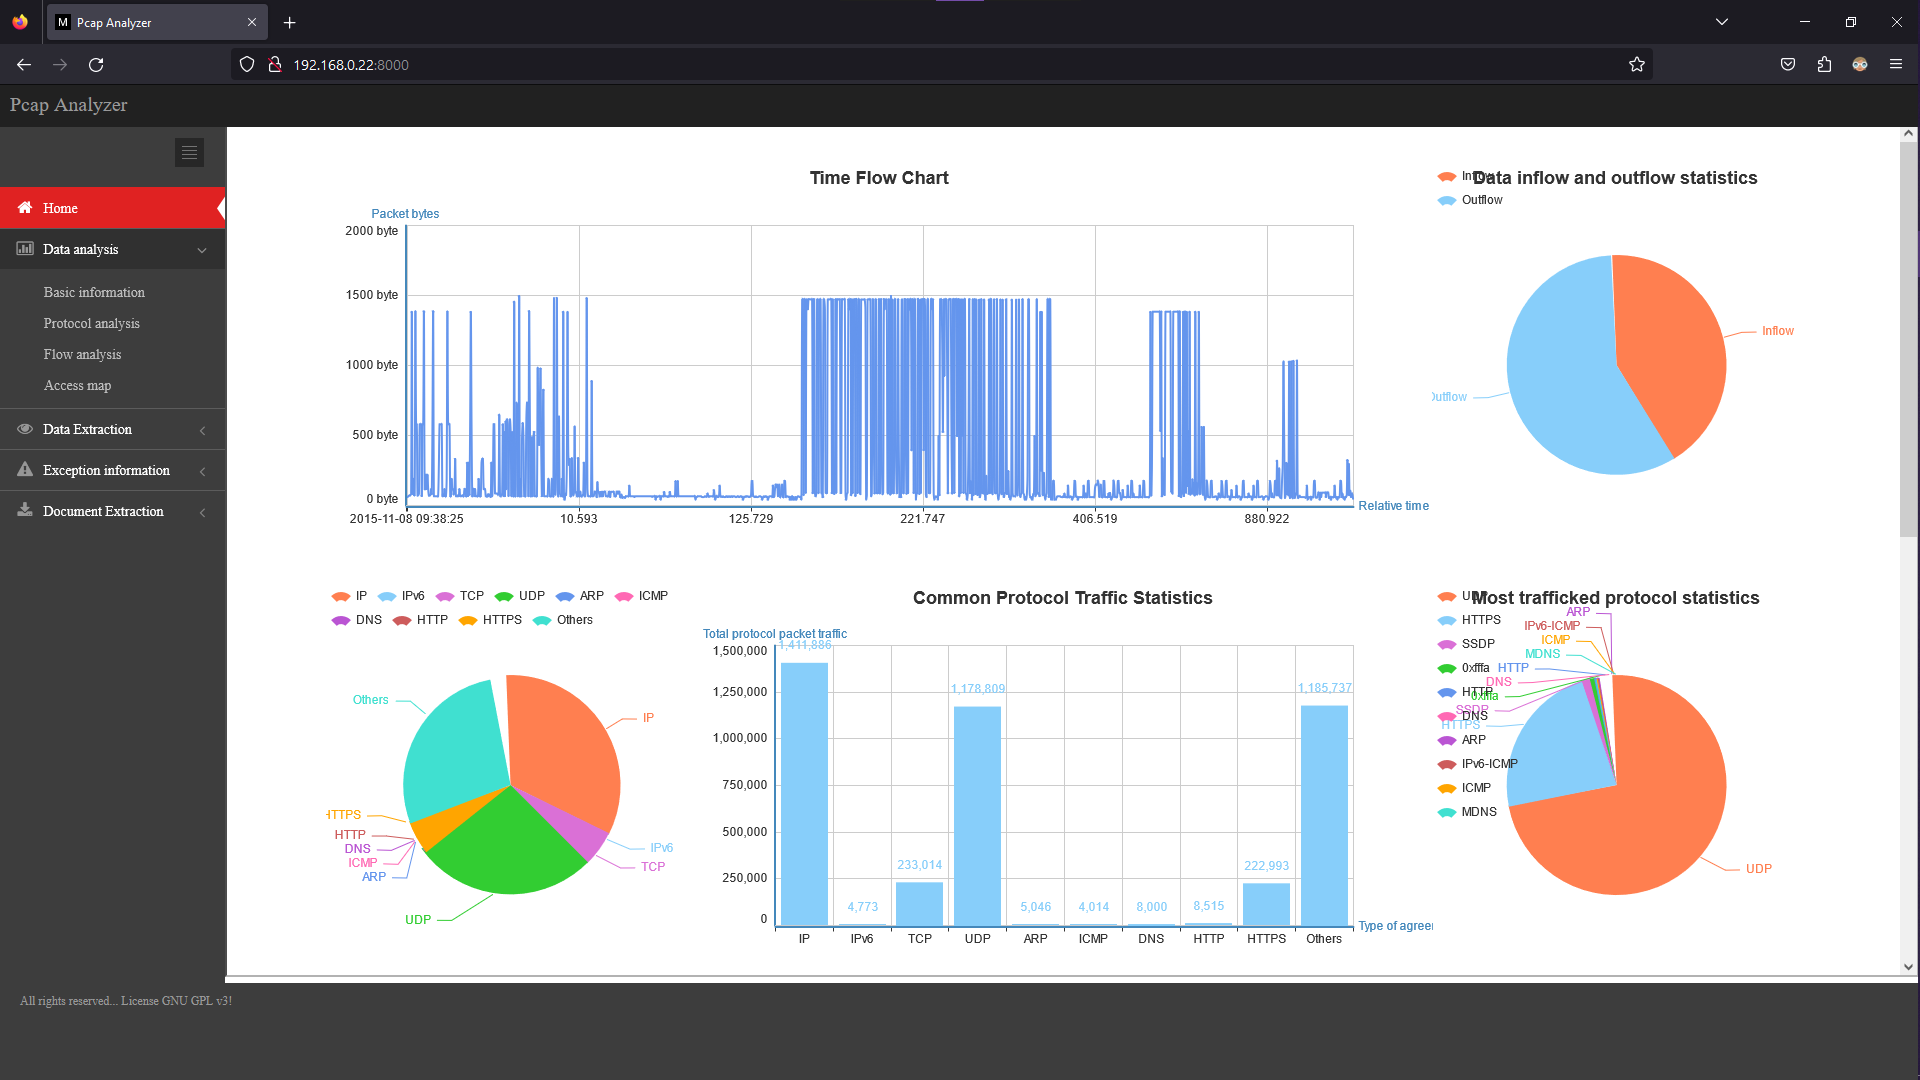 Pcap Analyzer
192.168.0.22:8000
Pcap Analyzer
Home
Data analysis
Basic information
Protocol analysis
Flow analysis
Access map
Data Extraction
Exception information
Document Extraction
Time Flow Chart
Packet bytes
2000 byte
1500 byte
1000 byte
500 byte
0 byte
2015-11-08 09:38:25
10.593
125.729
221.747
406.519
880.922
Relative time
Data inflow and outflow statistics
Inflow
Outflow
Inflow
Outflow
IP
IPv6
TCP
UDP
ARP
ICMP
DNS
HTTP
HTTPS
Others
Others
IP
HTTPS
HTTP
DNS
ICMP
ARP
UDP
IPv6
TCP
Common Protocol Traffic Statistics
Total protocol packet traffic
1,500,000
1,250,000
1,000,000
750,000
500,000
250,000
0
1,411,886
4,773
233,014
1,178,809
5,046
4,014
8,000
8,515
222,993
1,185,737
IP
IPv6
TCP
UDP
ARP
ICMP
DNS
HTTP
HTTPS
Others
Type of agreer
Most trafficked protocol statistics
UDP
HTTPS
SSDP
0xfffa
HTTP
DNS
ARP
IPv6-ICMP
ICMP
MDNS
ARP
IPv6-ICMP
ICMP
MDNS
HTTP
DNS
0xfffa
SSDP
HTTPS
UDP
All rights reserved... License GNU GPL v3!